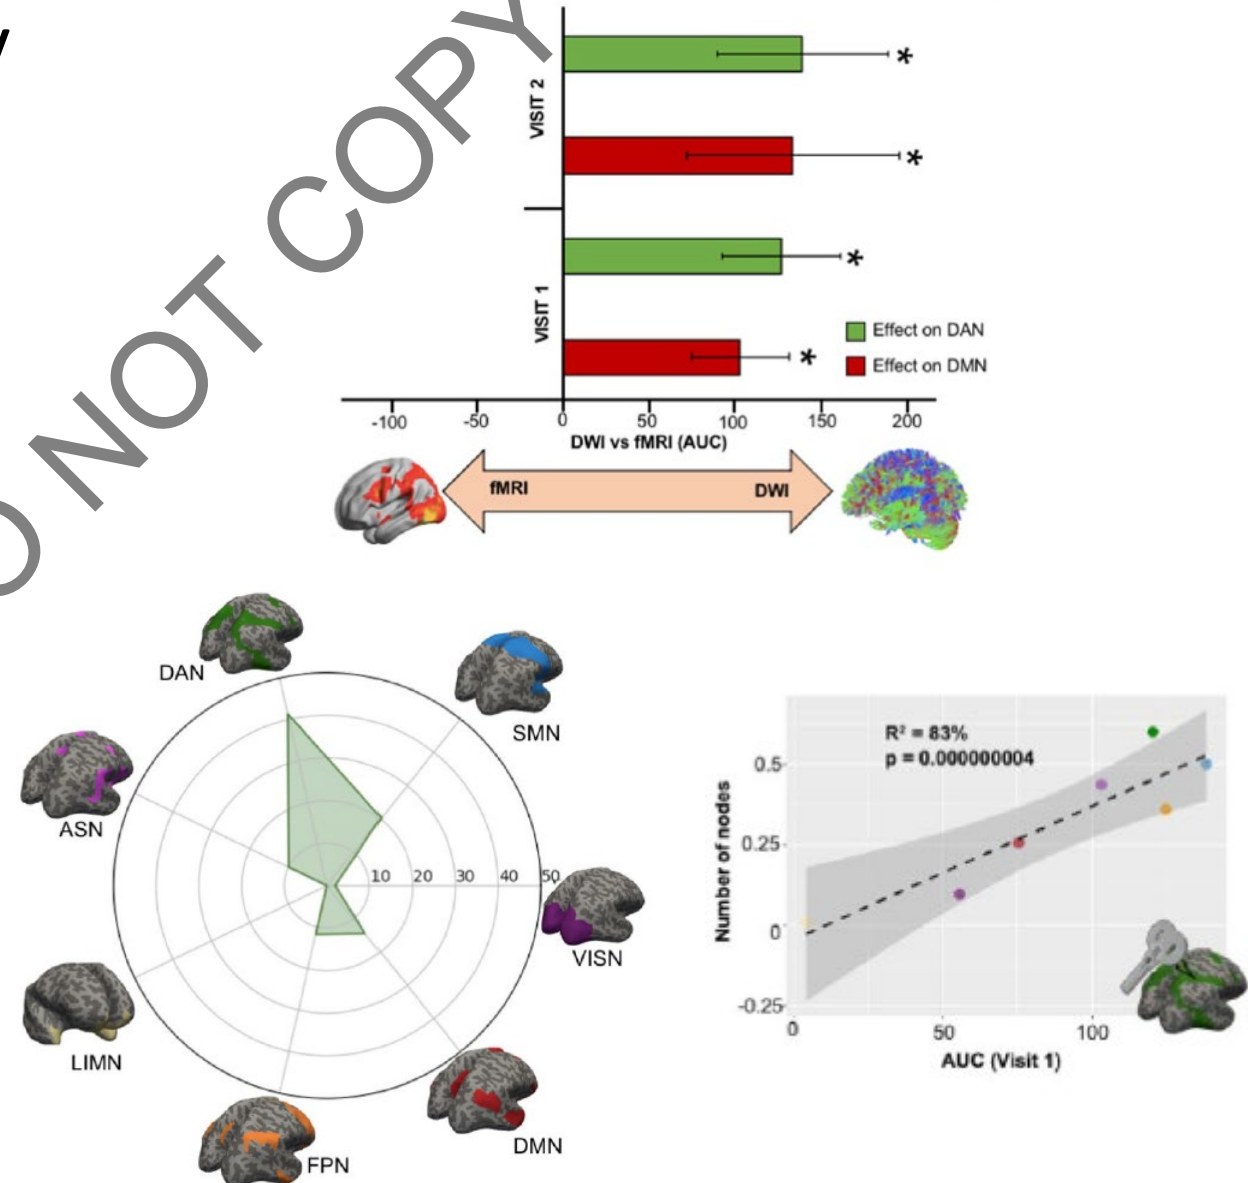 DO NOT COPY
VISIT 2
VISIT 1
Effect on DAN
Effect on DMN
-100 -50 0 50 100 150 200
DWI vs fMRI (AUC)
fMRI DWI
DAN
SMN
ASN
10 20 30 40 50
VISN
LIMN
DMN
FPN
R² = 83%
p = 0.000000004
Number of nodes
0.5
0.25
0
-0.25
0 50 100
AUC (Visit 1)